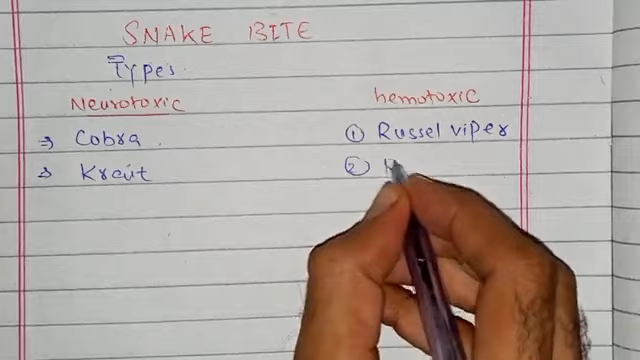 SNAKE BITE
Types
Neurotoxic
hemotoxic
⇒ Cobra
① Russel viper
⇒ Krait
②